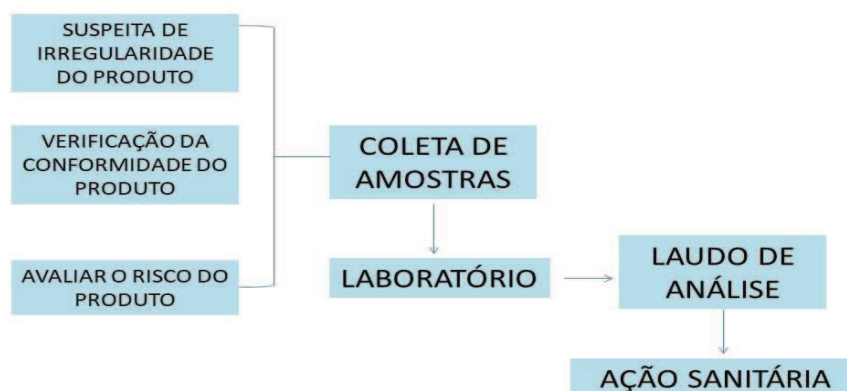 SUSPEITA DE
IRREGULARIDADE
DO PRODUTO
VERIFICAÇÃO DA
CONFORMIDADE DO
PRODUTO
AVALIAR O RISCO DO
PRODUTO
COLETA DE
AMOSTRAS
LABORATÓRIO
LAUDO DE
ANÁLISE
AÇÃO SANITÁRIA